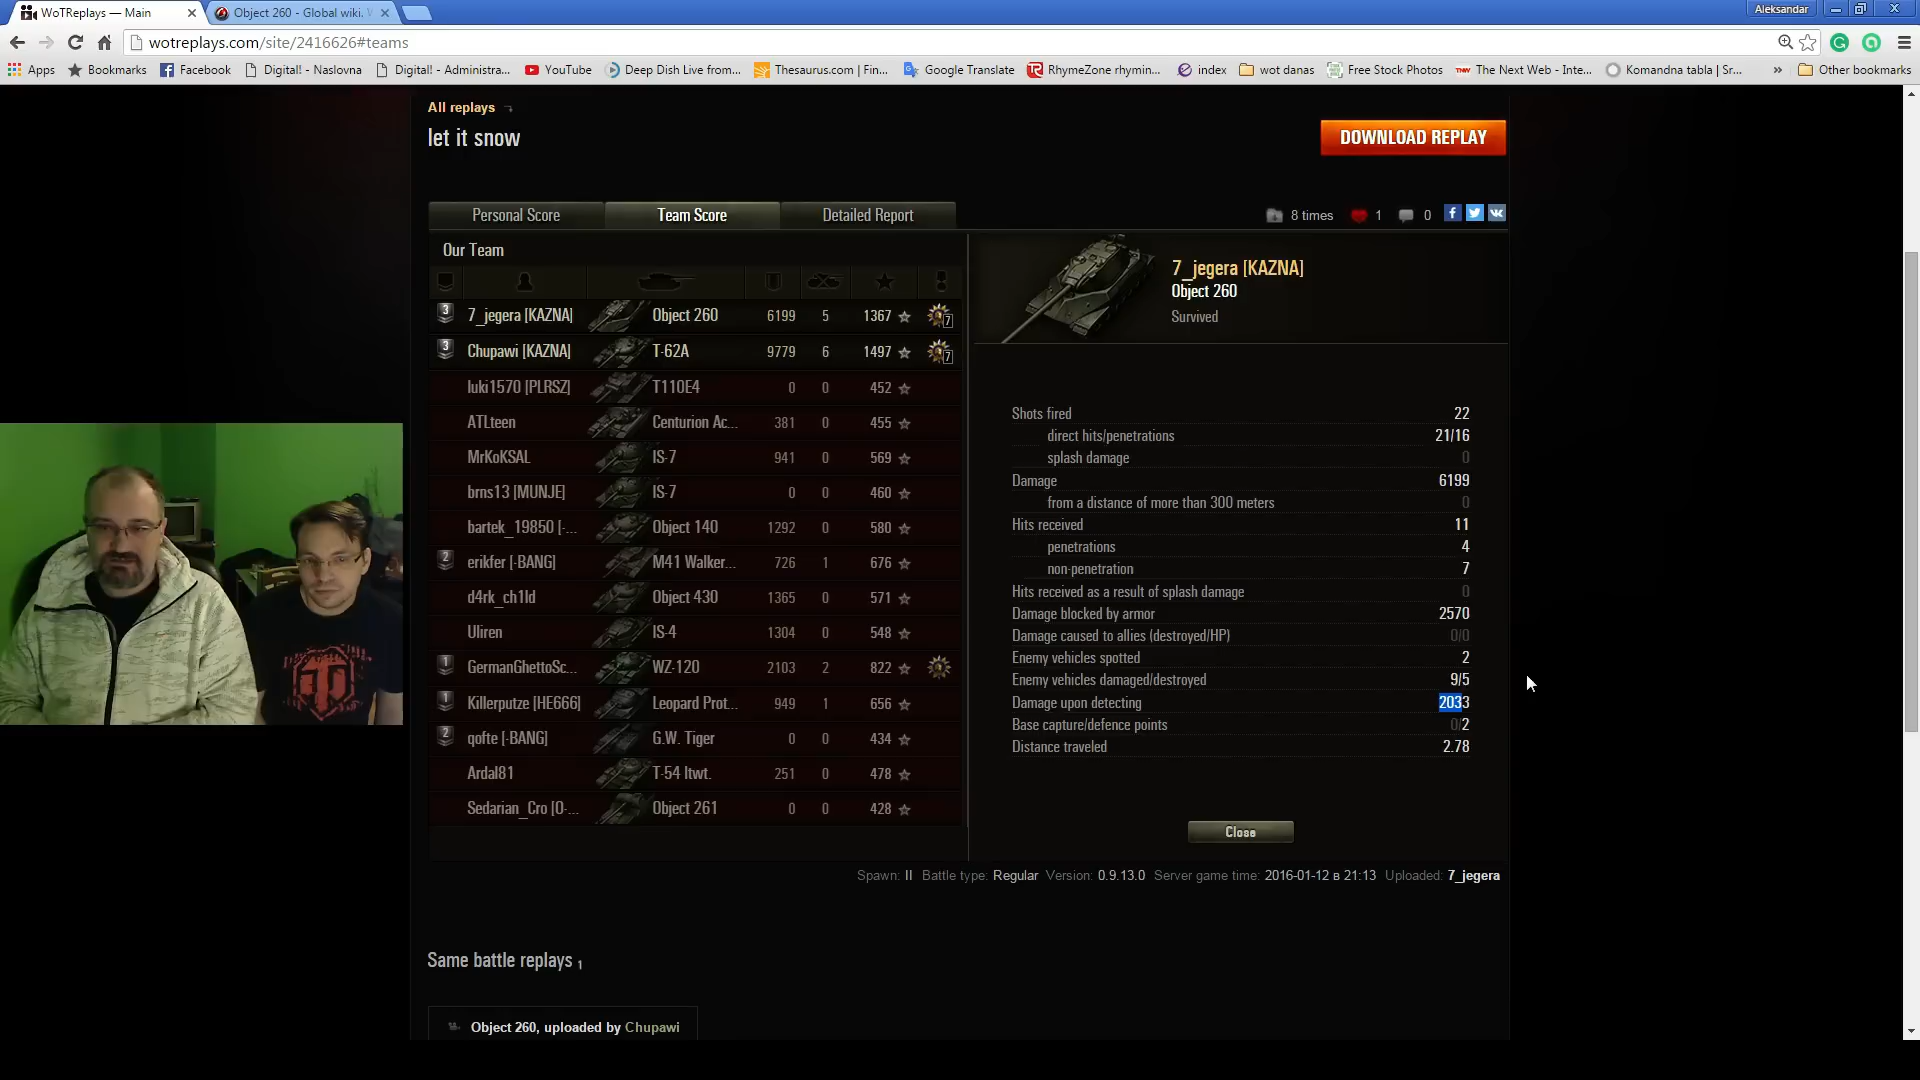 WoTReplays — Main
Object 260 - Global wiki. W
Aleksandar
wotreplays.com/site/2416626#teams
Apps Bookmarks Facebook Digital! - Naslovna Digital! - Administra... YouTube Deep Dish Live from... Thesaurus.com | Fin... Google Translate RhymeZone rhymin... index wot danas Free Stock Photos The Next Web - Inte... Komandna tabla | Sr... » Other bookmarks
All replays
let it snow
DOWNLOAD REPLAY
Personal Score Team Score Detailed Report
8 times 1 0
Our Team
3 7_jegera [KAZNA] Object 260 6199 5 1367 7
3 Chupawi [KAZNA] T-62A 9779 6 1497 7
luki1570 [PLRSZ] T110E4 0 0 452
ATLteen Centurion Ac... 381 0 455
MrKoKSAL IS-7 941 0 569
brns13 [MUNJE] IS-7 0 0 460
bartek_19850 [-... Object 140 1292 0 580
2 erikfer [-BANG] M41 Walker... 726 1 676
d4rk_ch1ld Object 430 1365 0 571
Uliren IS-4 1304 0 548
1 GermanGhettoSc... WZ-120 2103 2 822
1 Killerputze [HE666] Leopard Prot... 949 1 656
2 qofte [-BANG] G.W. Tiger 0 0 434
Ardal81 T-54 ltwt. 251 0 478
Sedarian_Cro [O-... Object 261 0 0 428
7_jegera [KAZNA]
Object 260
Survived
Shots fired 22
direct hits/penetrations 21/16
splash damage 0
Damage 6199
from a distance of more than 300 meters 0
Hits received 11
penetrations 4
non-penetration 7
Hits received as a result of splash damage 0
Damage blocked by armor 2570
Damage caused to allies (destroyed/HP) 0/0
Enemy vehicles spotted 2
Enemy vehicles damaged/destroyed 9/5
Damage upon detecting 2033
Base capture/defence points 0/2
Distance traveled 2.78
Close
Spawn: II Battle type: Regular Version: 0.9.13.0 Server game time: 2016-01-12 в 21:13 Uploaded: 7_jegera
Same battle replays 1
Object 260, uploaded by Chupawi